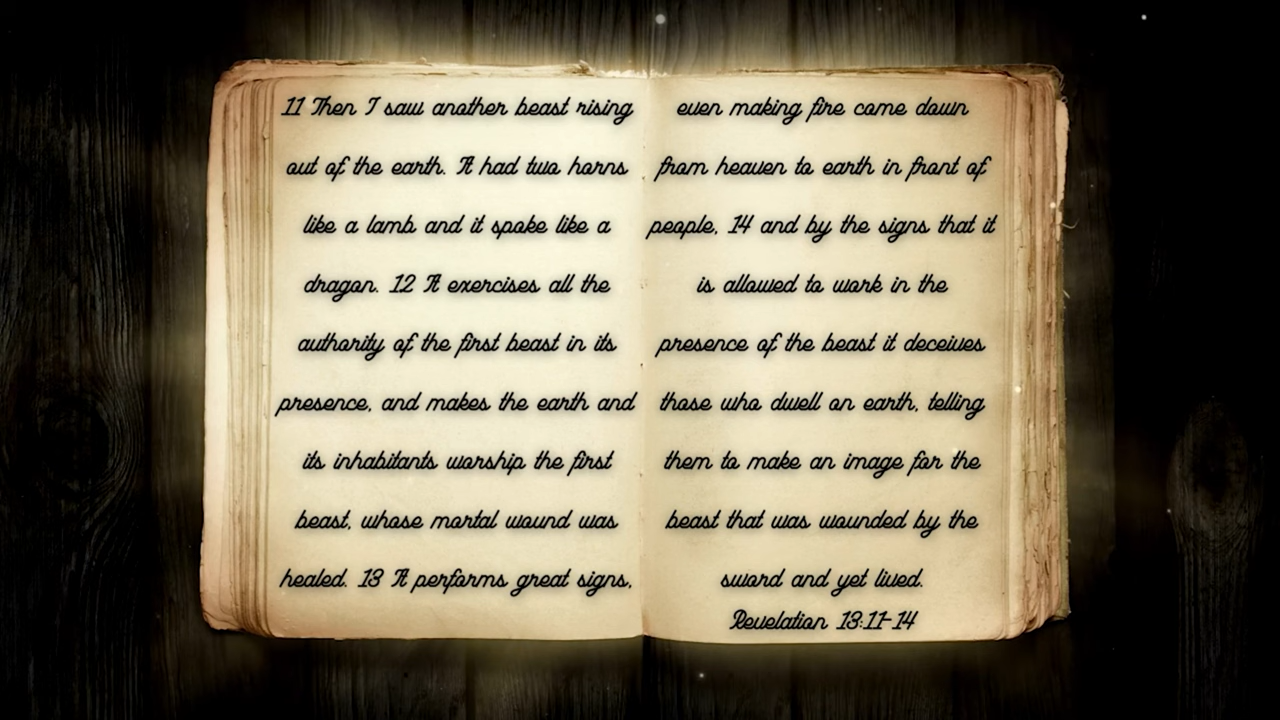 11 Then I saw another beast rising
out of the earth. It had two horns
like a lamb and it spoke like a
dragon. 12 It exercises all the
authority of the first beast in its
presence, and makes the earth and
its inhabitants worship the first
beast, whose mortal wound was
healed. 13 It performs great signs,
even making fire come down
from heaven to earth in front of
people, 14 and by the signs that it
is allowed to work in the
presence of the beast it deceives
those who dwell on earth, telling
them to make an image for the
beast that was wounded by the
sword and yet lived.
Revelation 13:11-14